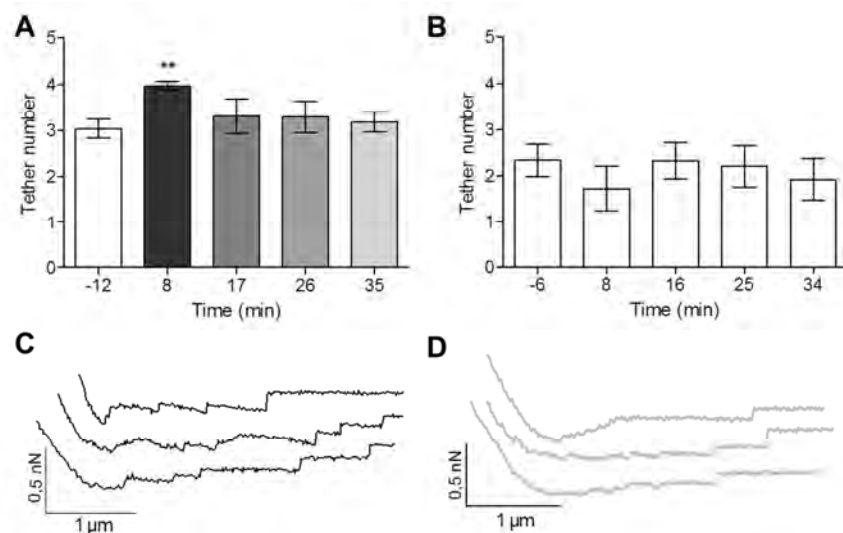 A
Tether number
5
4
3
2
1
0
**
-12 8 17 26 35
Time (min)
B
Tether number
5
4
3
2
1
0
-6 8 16 25 34
Time (min)
C
0,5 nN
1 µm
D
0,5 nN
1 µm